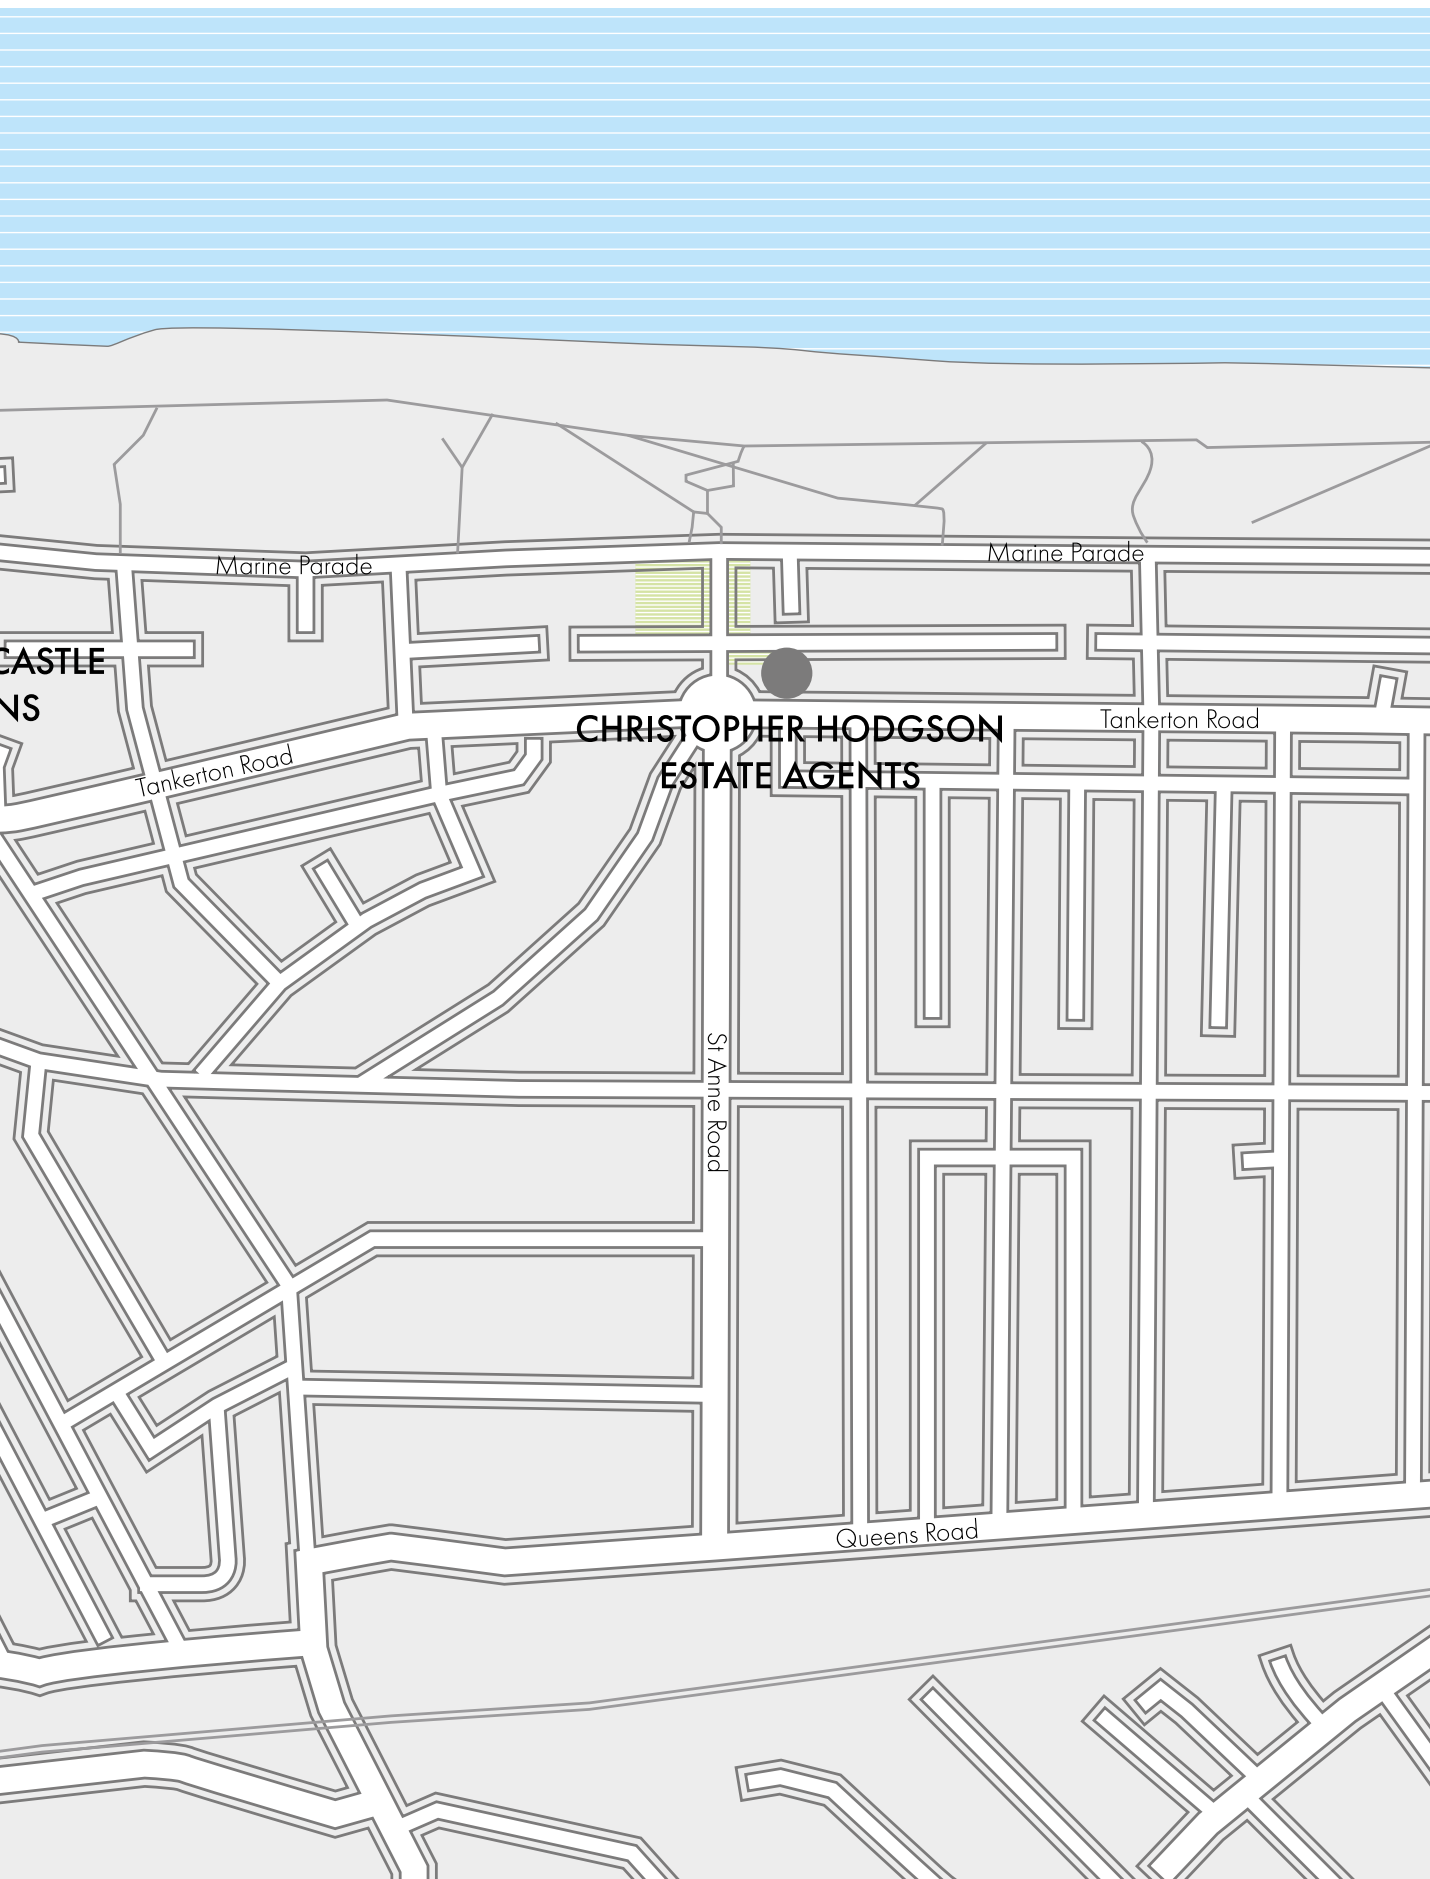 Marine Parade
Marine Parade
CASTLE
NS
Tankerton Road
CHRISTOPHER HODGSON
ESTATE AGENTS
Tankerton Road
St Anne Road
Queens Road